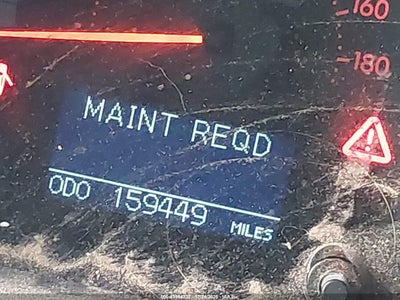 160
180
MAINT REQD
ODO 159449 MILES